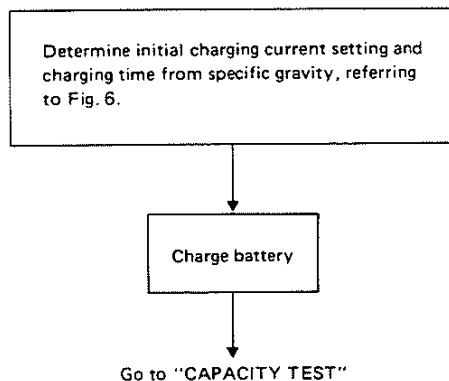 Determine initial charging current setting and
charging time from specific gravity, referring
to Fig. 6.
Charge battery
Go to "CAPACITY TEST"